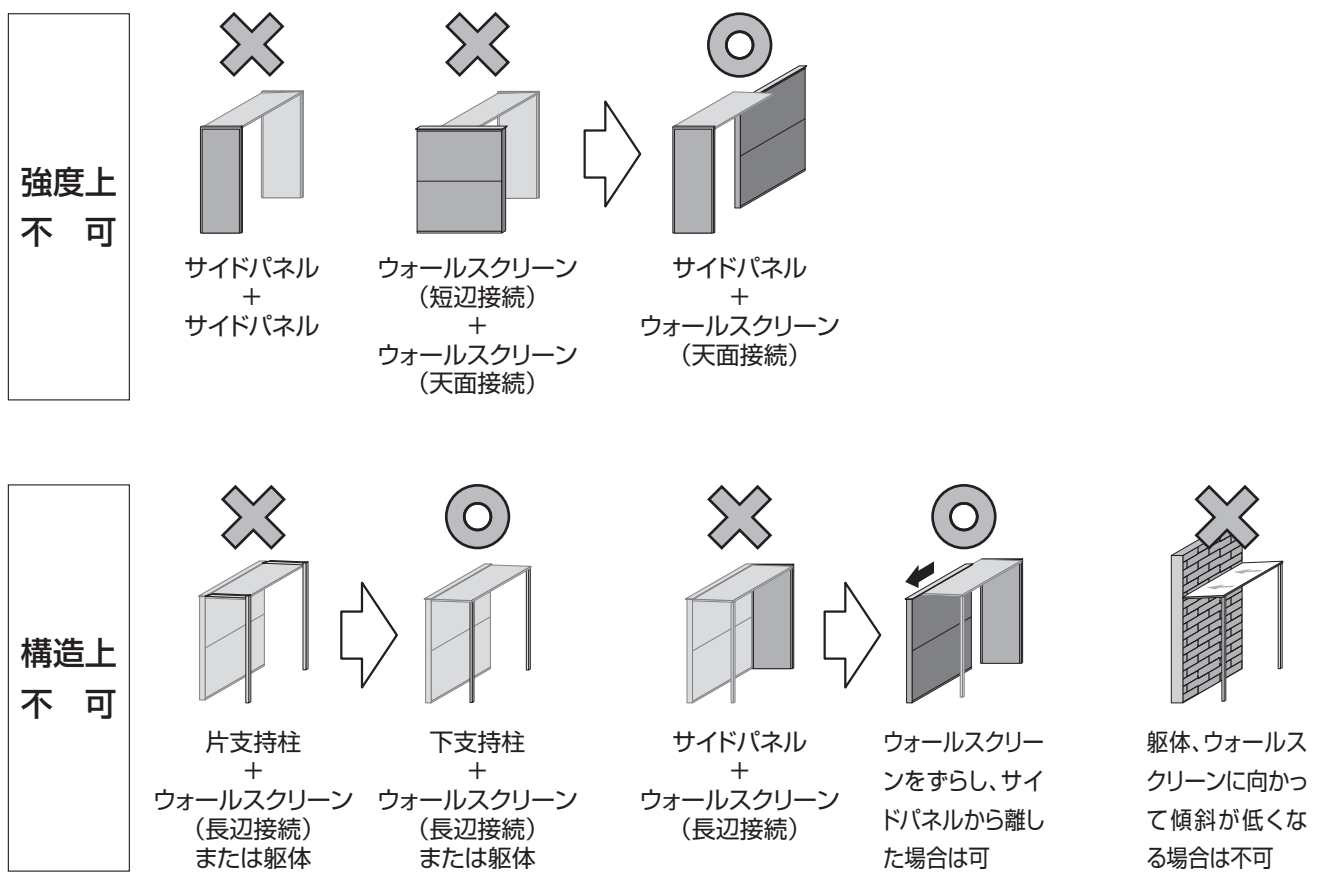 強度上
不 可
サイドパネル
+
サイドパネル
ウォールスクリーン
(短辺接続)
+
ウォールスクリーン
(天面接続)
サイドパネル
+
ウォールスクリーン
(天面接続)
構造上
不 可
片支持柱
+
ウォールスクリーン
(長辺接続)
または躯体
下支持柱
+
ウォールスクリーン
(長辺接続)
または躯体
サイドパネル
+
ウォールスクリーン
(長辺接続)
ウォールスクリー
ンをずらし、サイ
ドパネルから離し
た場合は可
躯体、ウォールス
クリーンに向かっ
て傾斜が低くな
る場合は不可